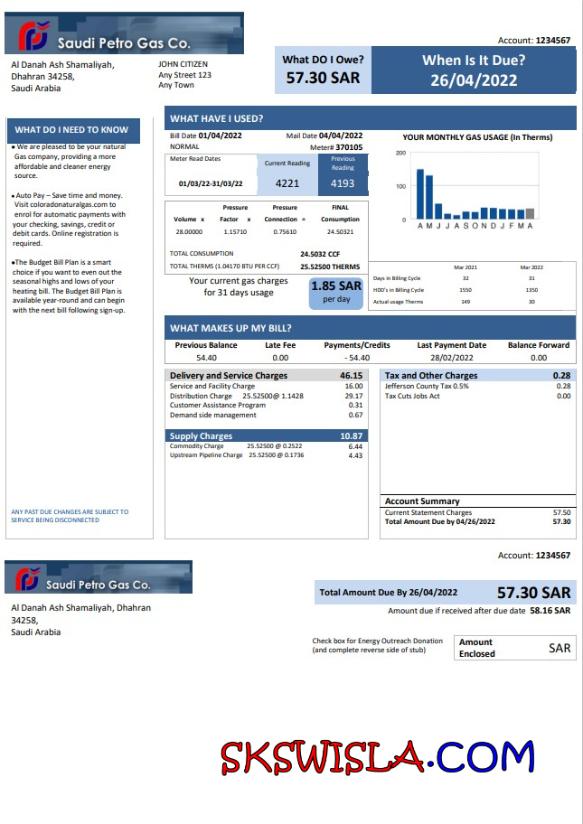 Saudi Petro Gas Co.
Al Danah Ash Shamaliyah,
Dhahran 34258,
Saudi Arabia
JOHN CITIZEN
Any Street 123
Any Town
Account: 1234567
What DO I Owe?
57.30 SAR
When Is It Due?
26/04/2022
WHAT DO I NEED TO KNOW
• We are pleased to be your natural
Gas company, providing a more
affordable and cleaner energy
source.
• Auto Pay – Save time and money.
Visit coloradonaturalgas.com to
enrol for automatic payments with
your checking, savings, credit or
debit cards. Online registration is
required.
•The Budget Bill Plan is a smart
choice if you want to even out the
seasonal highs and lows of your
heating bill. The Budget Bill Plan is
available year-round and can begin
with the next bill following sign-up.
ANY PAST DUE CHARGES ARE SUBJECT TO
SERVICE BEING DISCONNECTED
WHAT HAVE I USED?
Bill Date 01/04/2022 Mail Date 04/04/2022
NORMAL Meter# 370105
Meter Read Dates Current Reading Previous Reading
01/03/22-31/03/22 4221 4193
Pressure Pressure FINAL
Volume x Factor x Connection = Consumption
28.00000 1.15710 0.75610 24.50321
TOTAL CONSUMPTION 24.5032 CCF
TOTAL THERMS (1.04170 BTU PER CCF) 25.52500 THERMS
Your current gas charges
for 31 days usage
1.85 SAR
per day
YOUR MONTHLY GAS USAGE (In Therms)
200
100
0
A M J J A S O N D J F M A
Mar 2021 Mar 2022
Days in Billing Cycle 32 31
HDD's in Billing Cycle 1550 1350
Actual usage Therms 149 30
WHAT MAKES UP MY BILL?
Previous Balance Late Fee Payments/Credits Last Payment Date Balance Forward
54.40 0.00 - 54.40 28/02/2022 0.00
Delivery and Service Charges 46.15
Service and Facility Charge 16.00
Distribution Charge 25.52500@ 1.1428 29.17
Customer Assistance Program 0.31
Demand side management 0.67
Supply Charges 10.87
Commodity Charge 25.52500 @ 0.2522 6.44
Upstream Pipeline Charge 25.52500 @ 0.1736 4.43
Tax and Other Charges 0.28
Jefferson County Tax 0.5% 0.28
Tax Cuts Jobs Act 0.00
Account Summary
Current Statement Charges 57.50
Total Amount Due by 04/26/2022 57.30
Account: 1234567
Saudi Petro Gas Co.
Al Danah Ash Shamaliyah, Dhahran
34258,
Saudi Arabia
Total Amount Due By 26/04/2022 57.30 SAR
Amount due if received after due date 58.16 SAR
Check box for Energy Outreach Donation
(and complete reverse side of stub)
Amount
Enclosed
SAR
SKSWISLA.COM